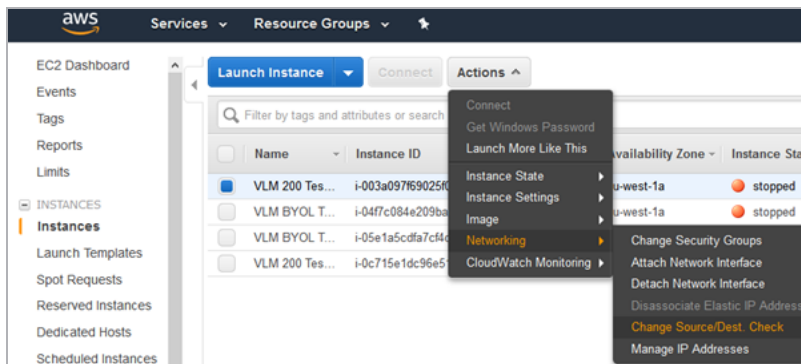 aws Services Resource Groups
EC2 Dashboard
Events
Tags
Reports
Limits
INSTANCES
Instances
Launch Templates
Spot Requests
Reserved Instances
Dedicated Hosts
Scheduled Instances
Launch Instance Connect Actions
Filter by tags and attributes or search
Name Instance ID vailability Zone Instance Sta
VLM 200 Tes... i-003a097f69025f u-west-1a stopped
VLM BYOL T... i-04f7c084e209ba u-west-1a stopped
VLM BYOL T... i-05e1a5cdfa7cf4
VLM 200 Tes... i-0c715e1dc96e5
Connect
Get Windows Password
Launch More Like This
Instance State
Instance Settings
Image
Networking
CloudWatch Monitoring
Change Security Groups
Attach Network Interface
Detach Network Interface
Disassociate Elastic IP Address
Change Source/Dest. Check
Manage IP Addresses